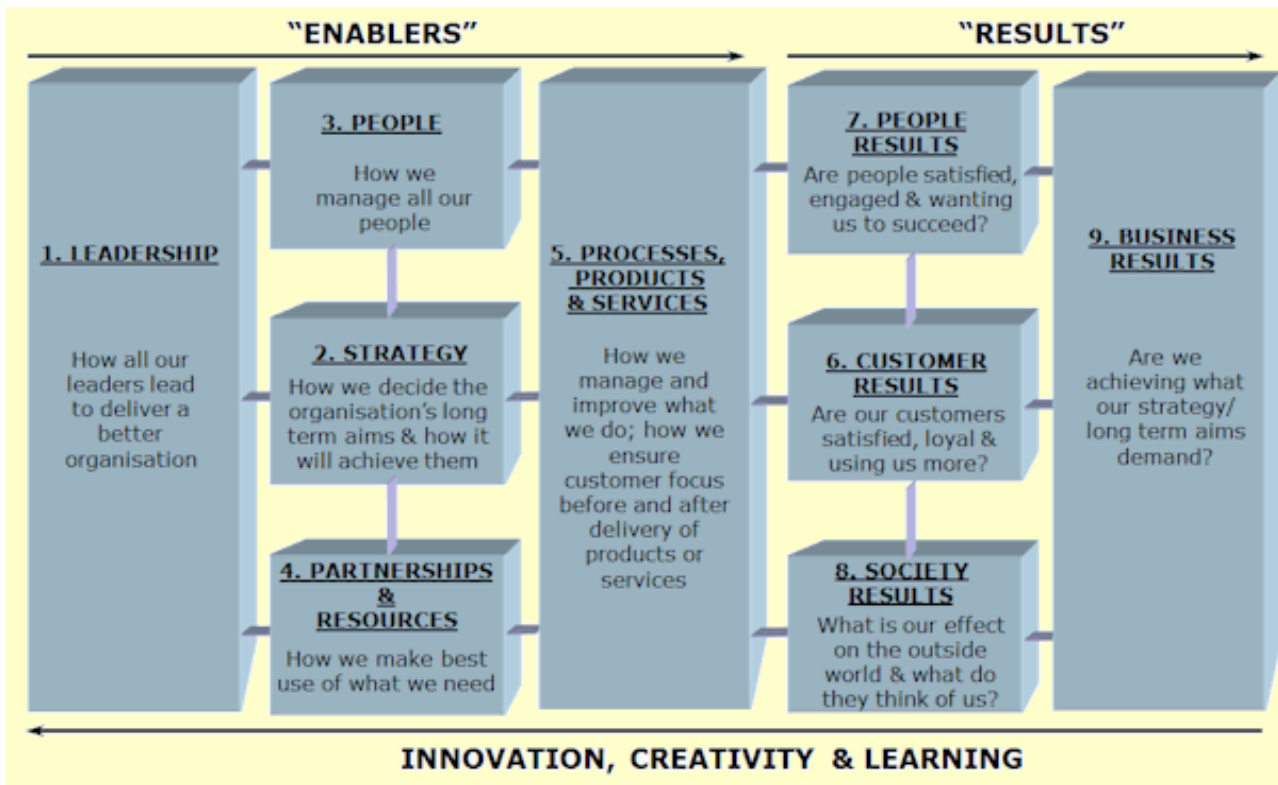 “ENABLERS”
“RESULTS”
1. LEADERSHIP
How all our
leaders lead
to deliver a
better
organisation
3. PEOPLE
How we
manage all our
people
2. STRATEGY
How we decide the
organisation’s long
term aims & how it
will achieve them
4. PARTNERSHIPS
&
RESOURCES
How we make best
use of what we need
5. PROCESSES,
PRODUCTS
& SERVICES
How we
manage and
improve what
we do; how we
ensure
customer focus
before and after
delivery of
products or
services
7. PEOPLE
RESULTS
Are people satisfied,
engaged & wanting
us to succeed?
6. CUSTOMER
RESULTS
Are our customers
satisfied, loyal &
using us more?
8. SOCIETY
RESULTS
What is our effect
on the outside
world & what do
they think of us?
9. BUSINESS
RESULTS
Are we
achieving what
our strategy/
long term aims
demand?
INNOVATION, CREATIVITY & LEARNING